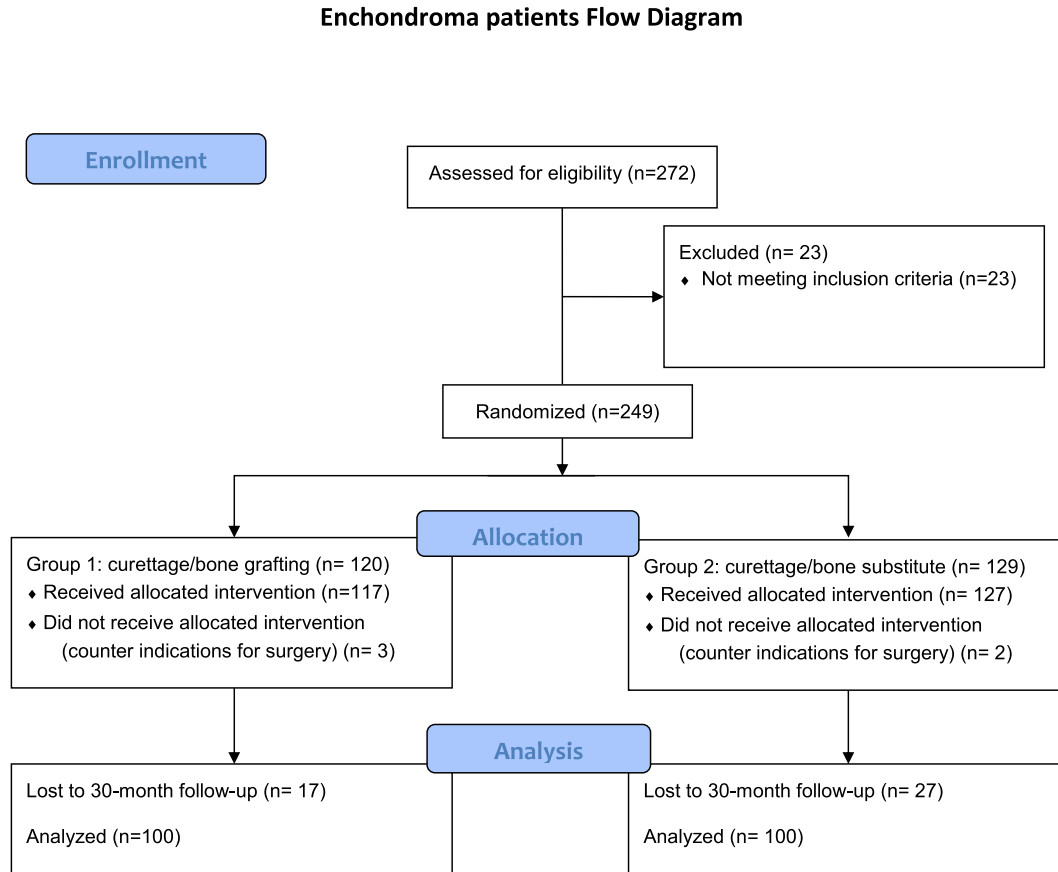 Enchondroma patients Flow Diagram
Enrollment
Assessed for eligibility (n=272)
Excluded (n= 23)
♦ Not meeting inclusion criteria (n=23)
Randomized (n=249)
Allocation
Group 1: curettage/bone grafting (n= 120)
♦ Received allocated intervention (n=117)
♦ Did not receive allocated intervention
(counter indications for surgery) (n= 3)
Group 2: curettage/bone substitute (n= 129)
♦ Received allocated intervention (n= 127)
♦ Did not receive allocated intervention
(counter indications for surgery) (n= 2)
Analysis
Lost to 30-month follow-up (n= 17)
Analyzed (n=100)
Lost to 30-month follow-up (n= 27)
Analyzed (n= 100)